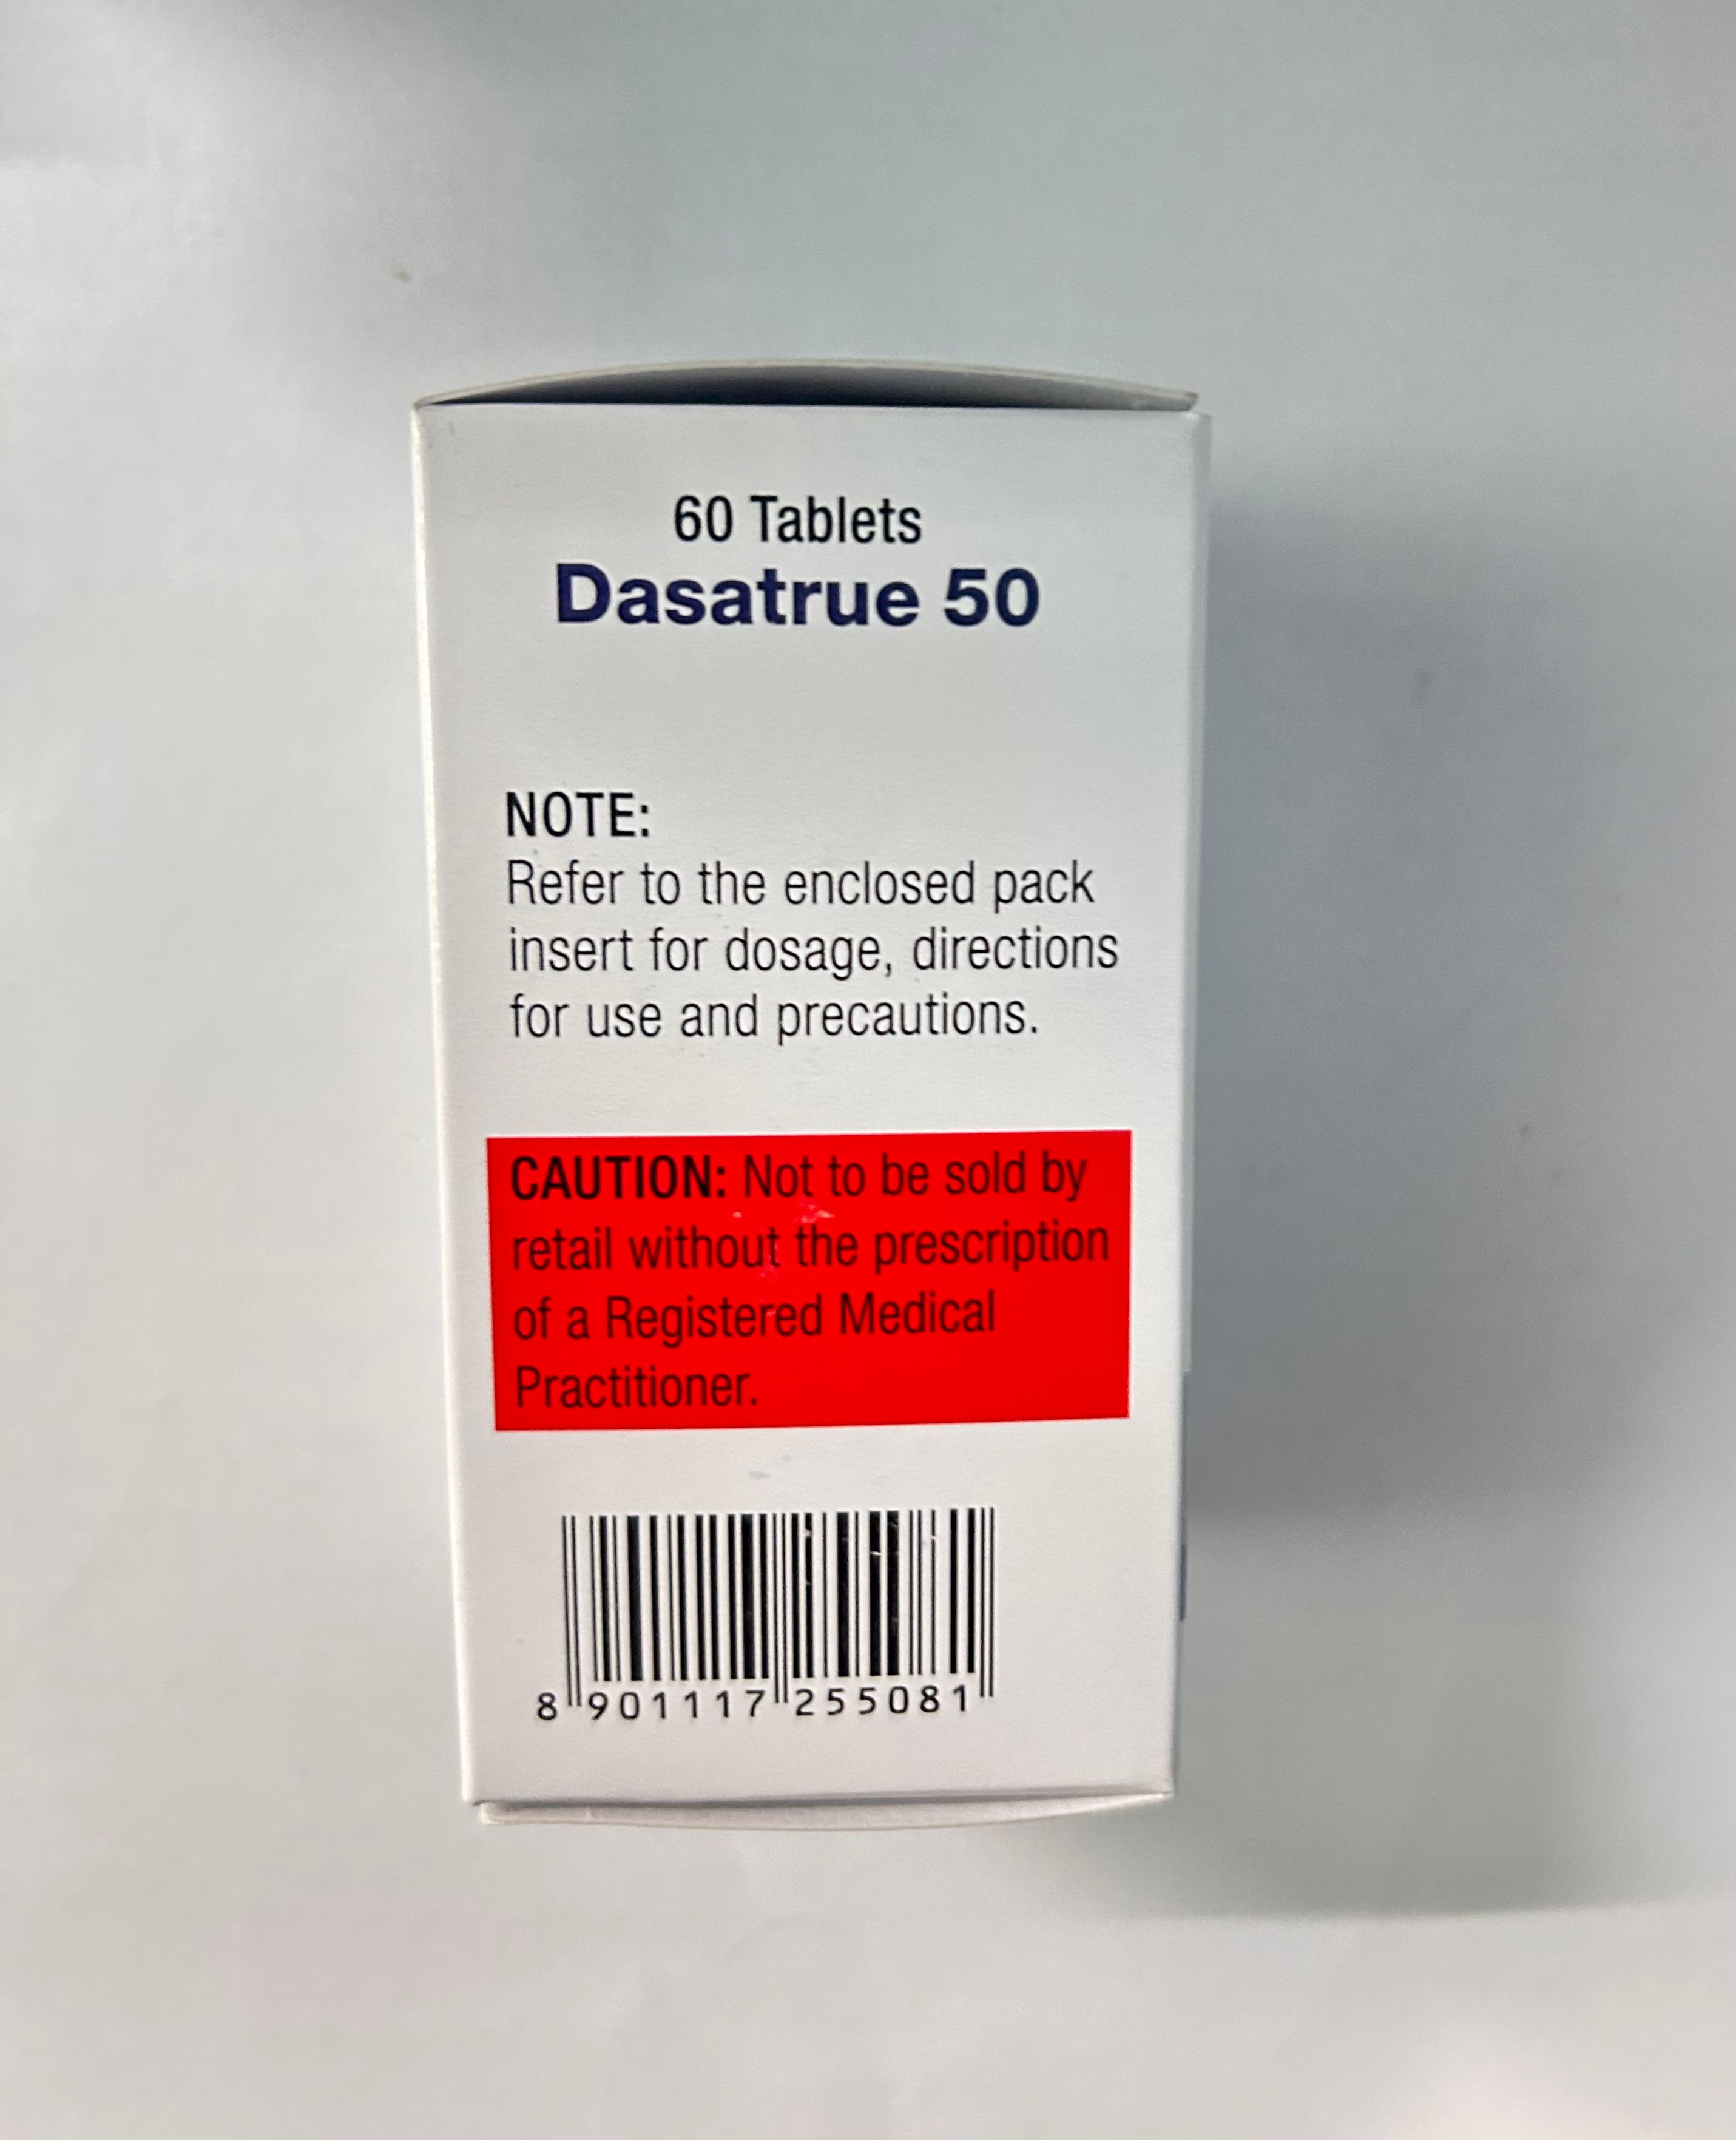 60 Tablets
Dasatrue 50
NOTE:
Refer to the enclosed pack
insert for dosage, directions
for use and precautions.
CAUTION: Not to be sold by
retail without the prescription
of a Registered Medical
Practitioner.
8 901117 255081